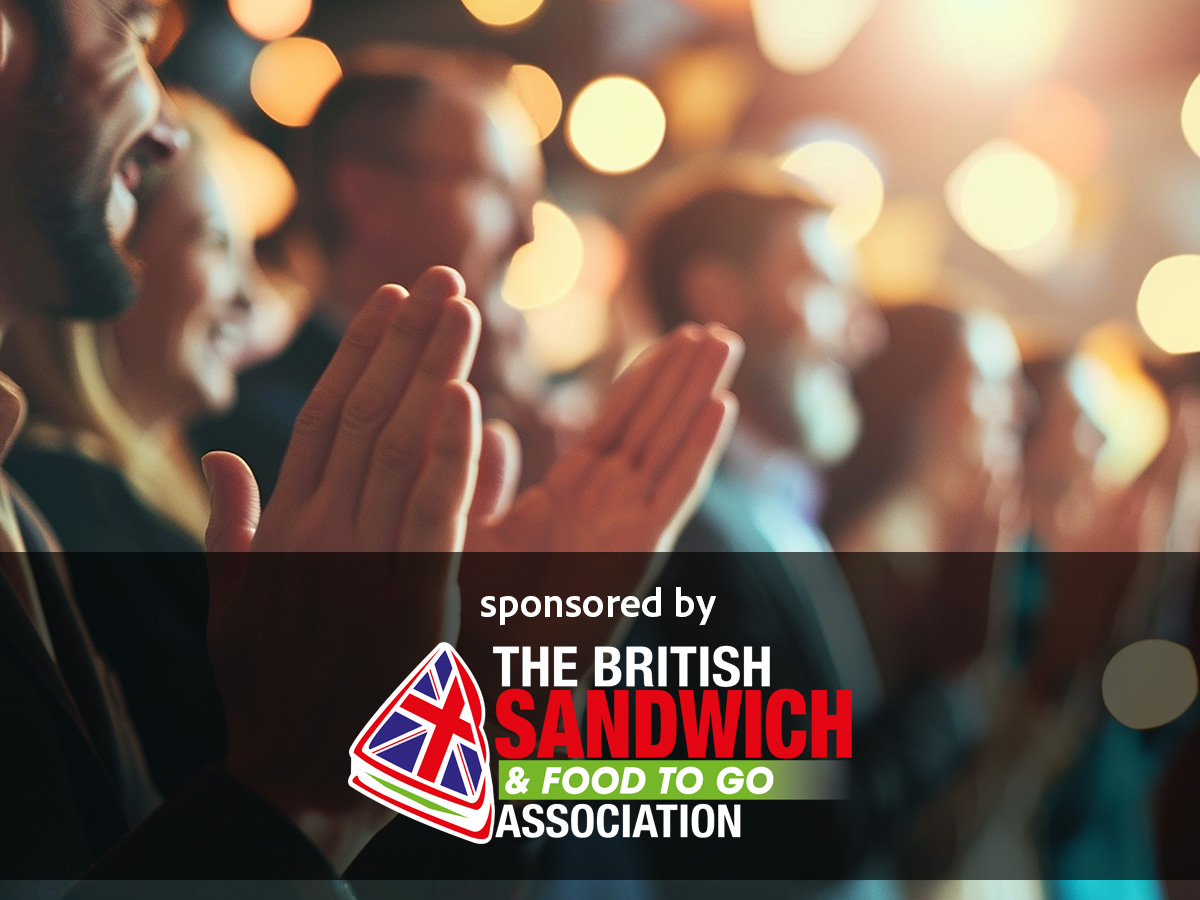 sponsored by
THE BRITISH
SANDWICH
& FOOD TO GO
ASSOCIATION